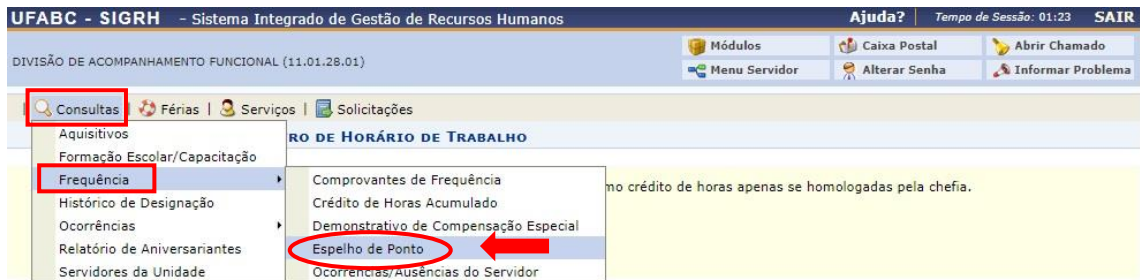 UFABC - SIGRH - Sistema Integrado de Gestão de Recursos Humanos Ajuda? Tempo de Sessão: 01:23 SAIR
Módulos Caixa Postal Abrir Chamado
DIVISÃO DE ACOMPANHAMENTO FUNCIONAL (11.01.28.01)
Menu Servidor Alterar Senha Informar Problema
Consultas | Férias | Serviços | Solicitações
Aquisitivos
RO DE HORÁRIO DE TRABALHO
Formação Escolar/Capacitação
Frequência
Histórico de Designação
Ocorrências
Relatório de Aniversariantes
Servidores da Unidade
Comprovantes de Frequência
mo crédito de horas apenas se homologadas pela chefia.
Crédito de Horas Acumulado
Demonstrativo de Compensação Especial
Espelho de Ponto
Ocorrências/Ausências do Servidor